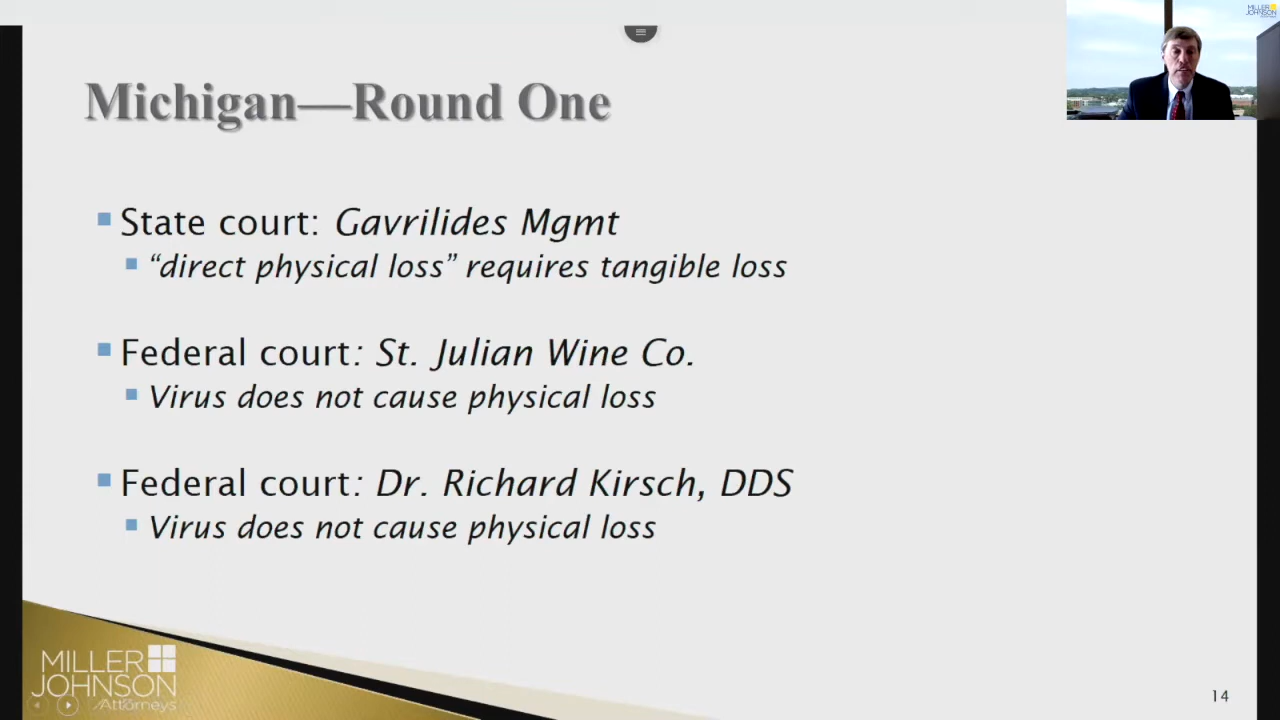 MILLER
JOHNSON
Michigan—Round One
State court: Gavrilides Mgmt
“direct physical loss” requires tangible loss
Federal court: St. Julian Wine Co.
Virus does not cause physical loss
Federal court: Dr. Richard Kirsch, DDS
Virus does not cause physical loss
MILLER
JOHNSON
Attorneys
14